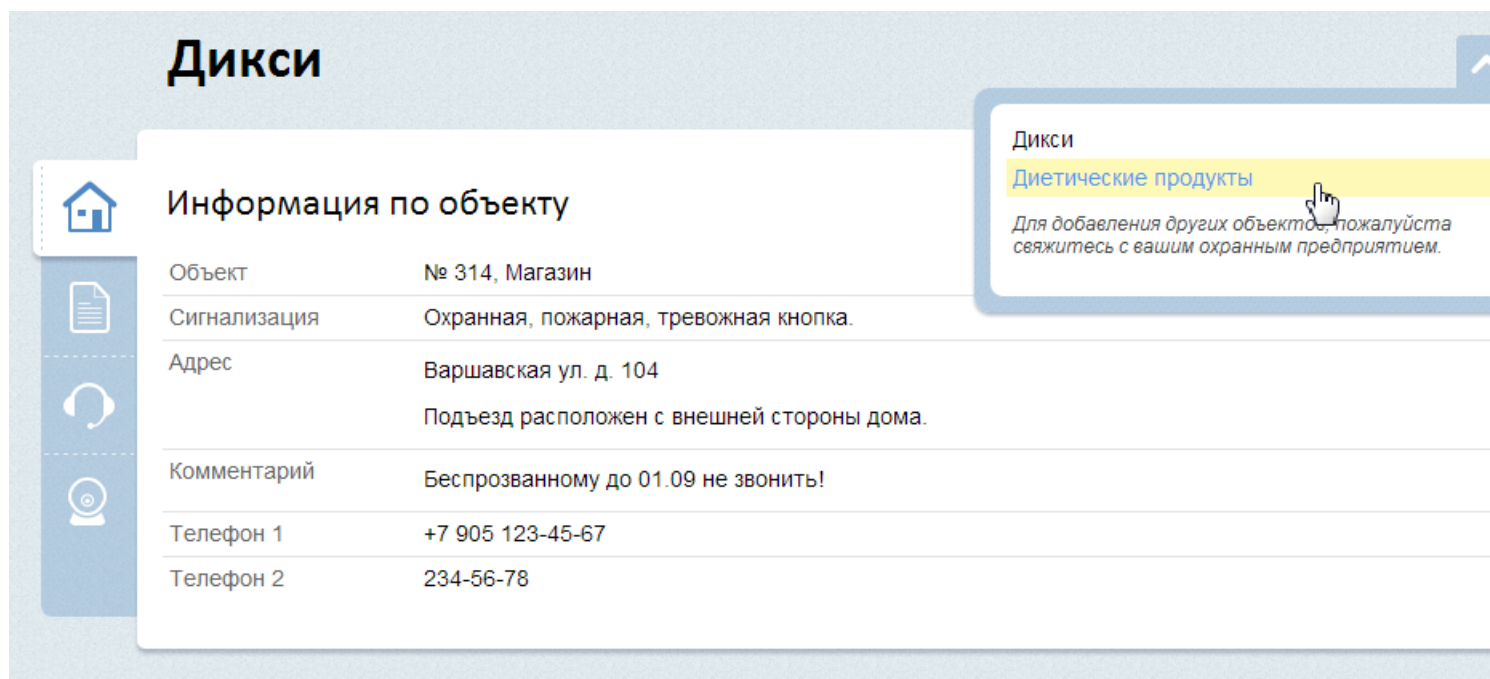 Дикси
Дикси
Диетические продукты
Для добавления других объектов, пожалуйста
свяжитесь с вашим охранным предприятием.
Информация по объекту
Объект № 314, Магазин
Сигнализация Охранная, пожарная, тревожная кнопка.
Адрес Варшавская ул. д. 104
Подъезд расположен с внешней стороны дома.
Комментарий Беспрозванному до 01.09 не звонить!
Телефон 1 +7 905 123-45-67
Телефон 2 234-56-78